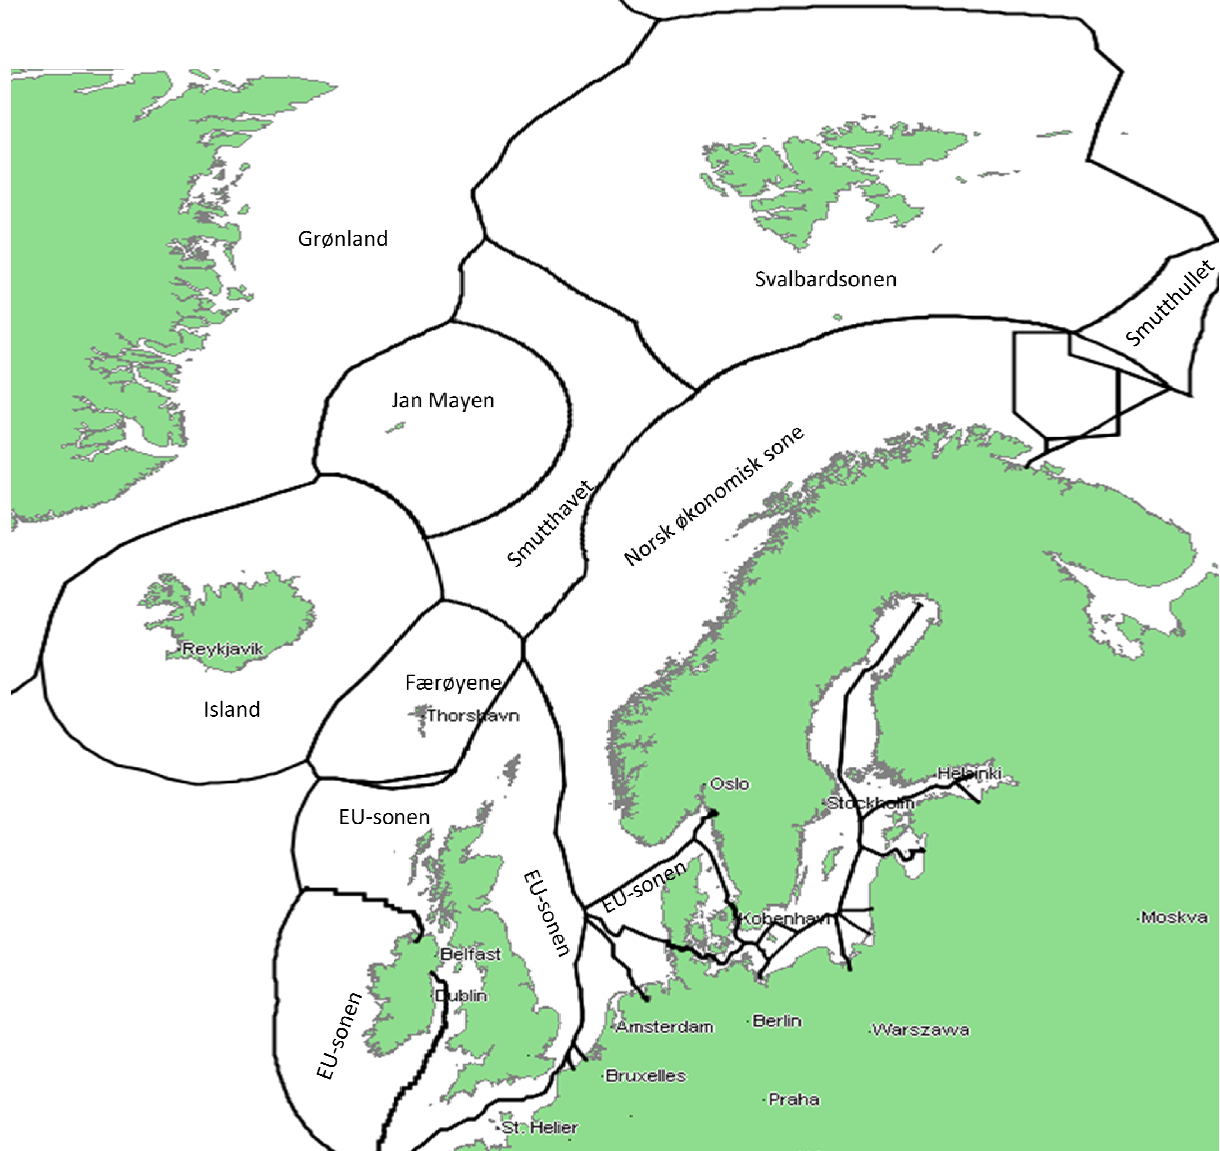 Grønland
Svalbardsonen
Smutthullet
Jan Mayen
Norsk økonomisk sone
Smutthavet
Reykjavik
Island
Færøyene
Thorshavn
Oslo
Helsinki
Stockholm
EU-sonen
EU-sonen
EU-sonen
København
Moskva
Belfast
Dublin
EU-sonen
Amsterdam
Berlin
Warszawa
Bruxelles
Praha
St. Helier